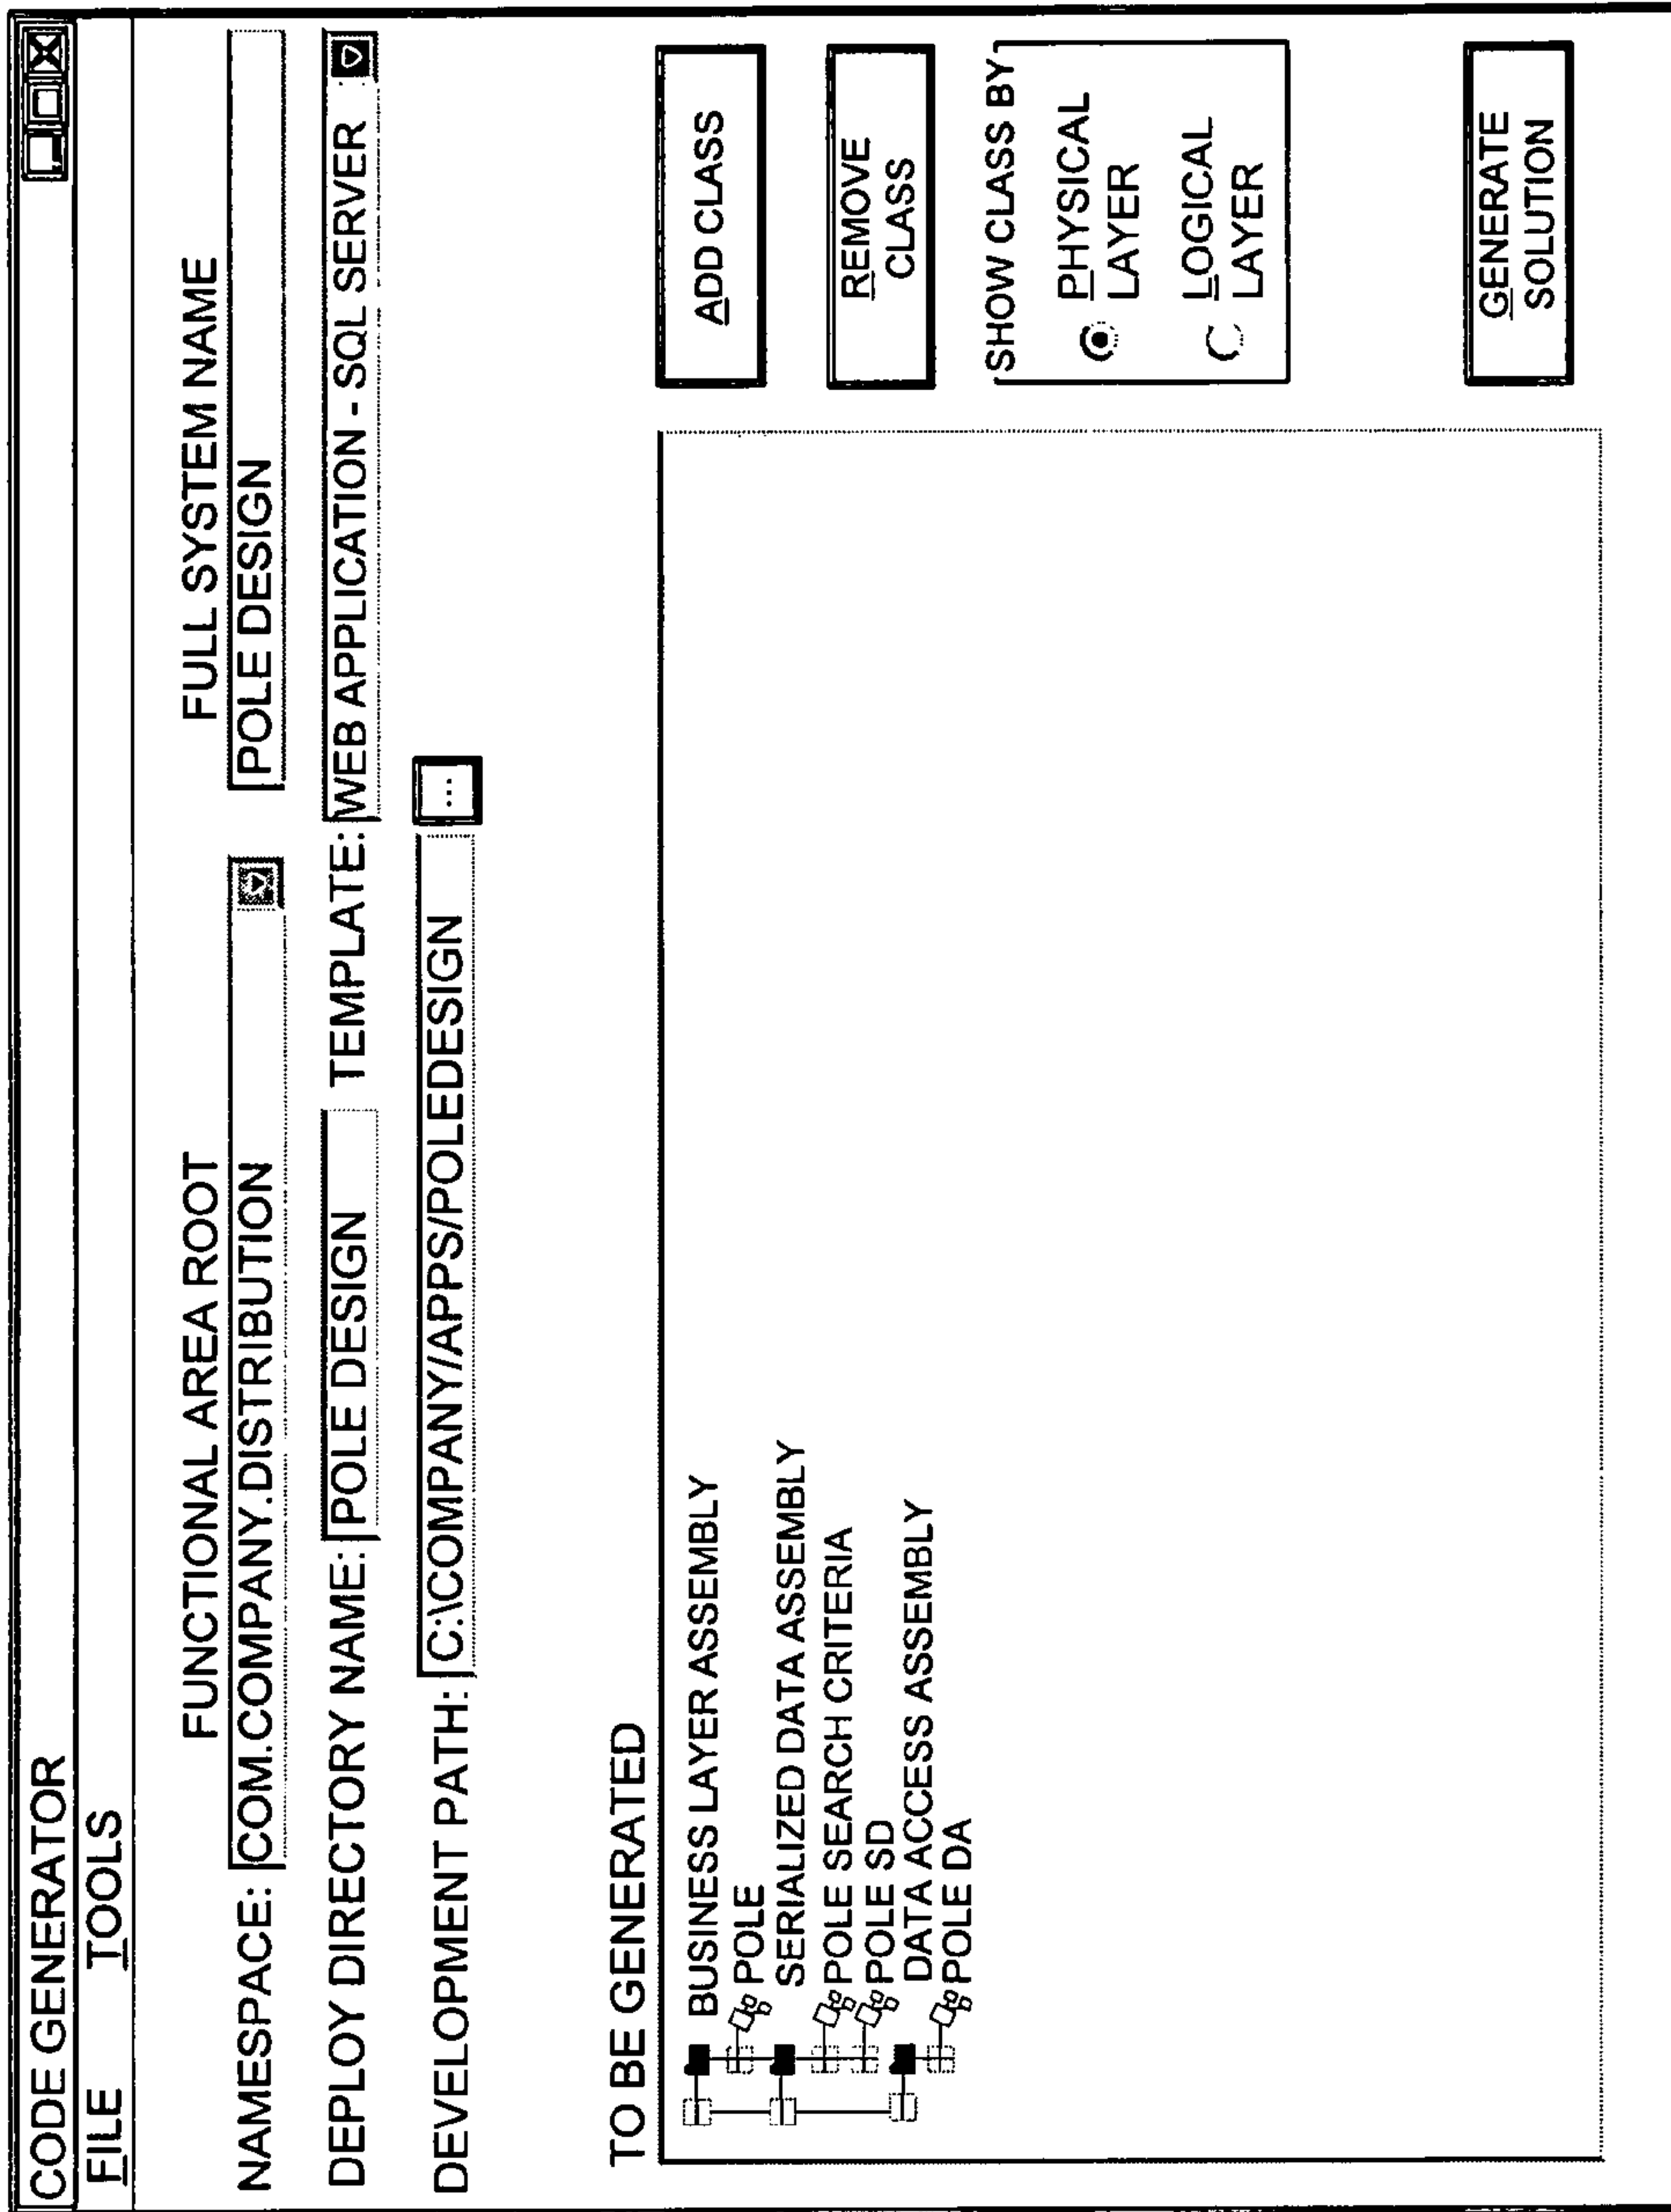 CODE GENERATOR
FILE TOOLS
FUNCTIONAL AREA ROOT FULL SYSTEM NAME
NAMESPACE: COM.COMPANY.DISTRIBUTION POLE DESIGN
DEPLOY DIRECTORY NAME: POLE DESIGN TEMPLATE: WEB APPLICATION - SQL SERVER
DEVELOPMENT PATH: C:\COMPANY/APPS/POLEDESIGN ...
TO BE GENERATED
BUSINESS LAYER ASSEMBLY
POLE
SERIALIZED DATA ASSEMBLY
POLE SEARCH CRITERIA
POLE SD
DATA ACCESS ASSEMBLY
POLE DA
ADD CLASS
REMOVE
CLASS
SHOW CLASS BY
PHYSICAL
LAYER
LOGICAL
LAYER
GENERATE
SOLUTION